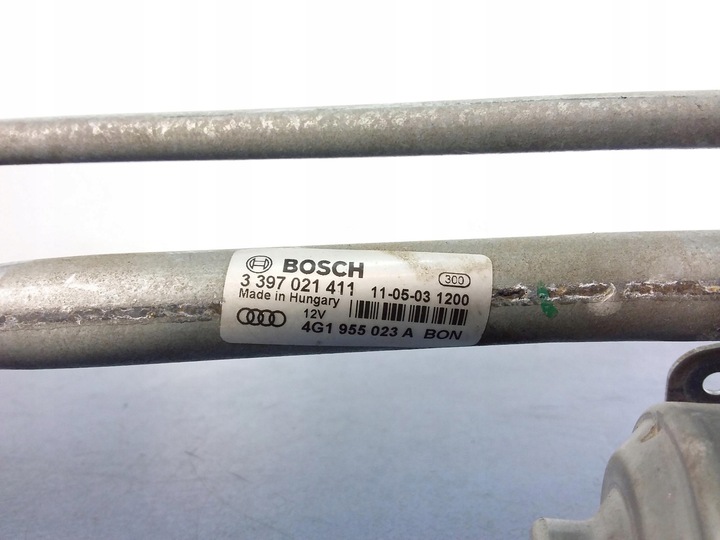 BOSCH 300
3 397 021 411 11-05-03 1200
Made in Hungary
12V
4G1 955 023 A BON